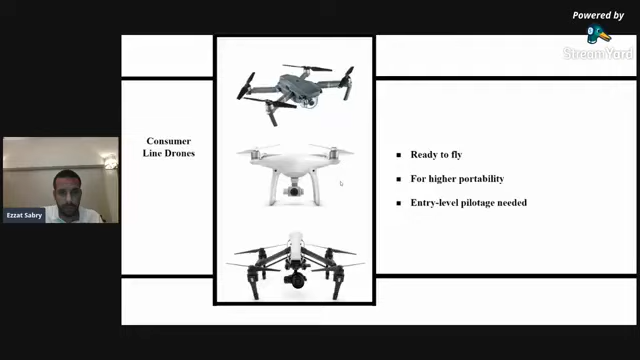 Powered by
StreamYard
Consumer
Line Drones
■ Ready to fly
■ For higher portability
■ Entry-level pilotage needed
Ezzat Sabry